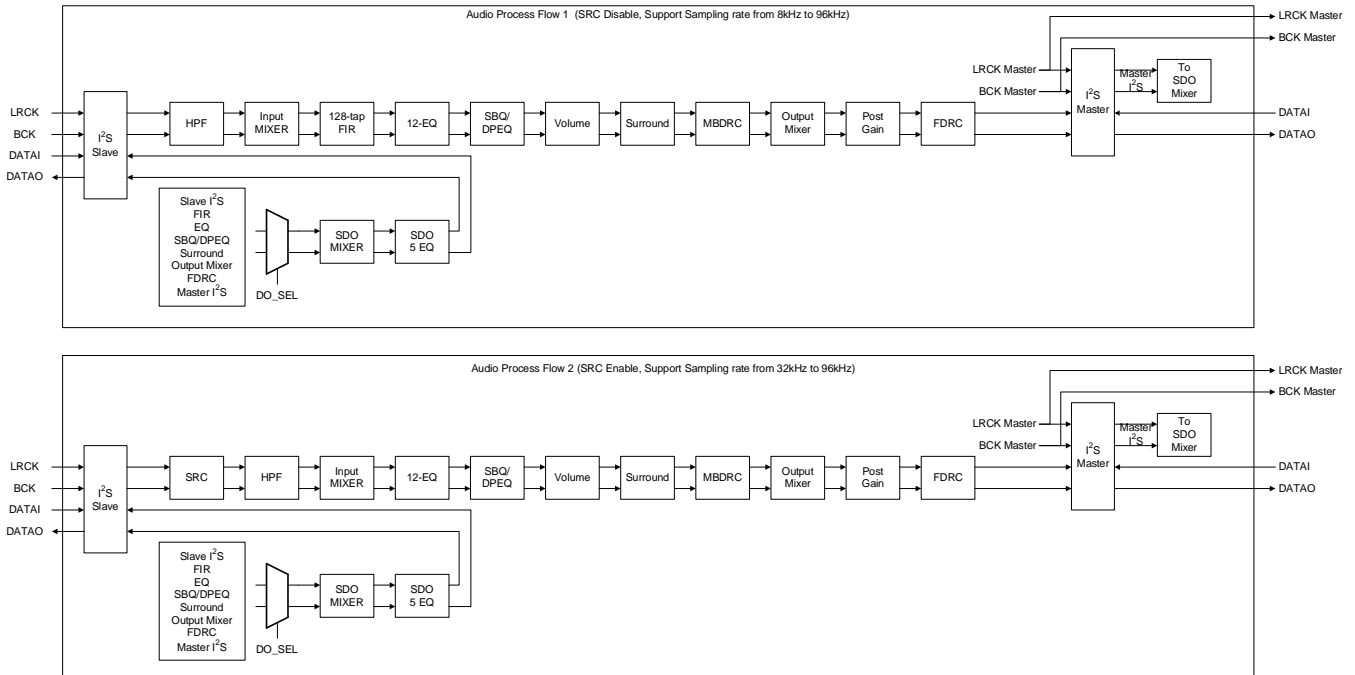 Audio Process Flow 1 (SRC Disable, Support Sampling rate from 8kHz to 96kHz)
LRCK Master
BCK Master
LRCK Master
BCK Master
Master
I²S
To
SDO
Mixer
I²S
Master
DATAI
DATAO
LRCK
BCK
DATAI
DATAO
I²S
Slave
HPF
Input
MIXER
128-tap
FIR
12-EQ
SBQ/
DPEQ
Volume
Surround
MBDRC
Output
Mixer
Post
Gain
FDRC
Slave I²S
FIR
EQ
SBQ/DPEQ
Surround
Output Mixer
FDRC
Master I²S
DO_SEL
SDO
MIXER
SDO
5 EQ
Audio Process Flow 2 (SRC Enable, Support Sampling rate from 32kHz to 96kHz)
LRCK Master
BCK Master
LRCK Master
BCK Master
Master
I²S
To
SDO
Mixer
I²S
Master
DATAI
DATAO
LRCK
BCK
DATAI
DATAO
I²S
Slave
SRC
HPF
Input
MIXER
12-EQ
SBQ/
DPEQ
Volume
Surround
MBDRC
Output
Mixer
Post
Gain
FDRC
Slave I²S
FIR
EQ
SBQ/DPEQ
Surround
Output Mixer
FDRC
Master I²S
DO_SEL
SDO
MIXER
SDO
5 EQ